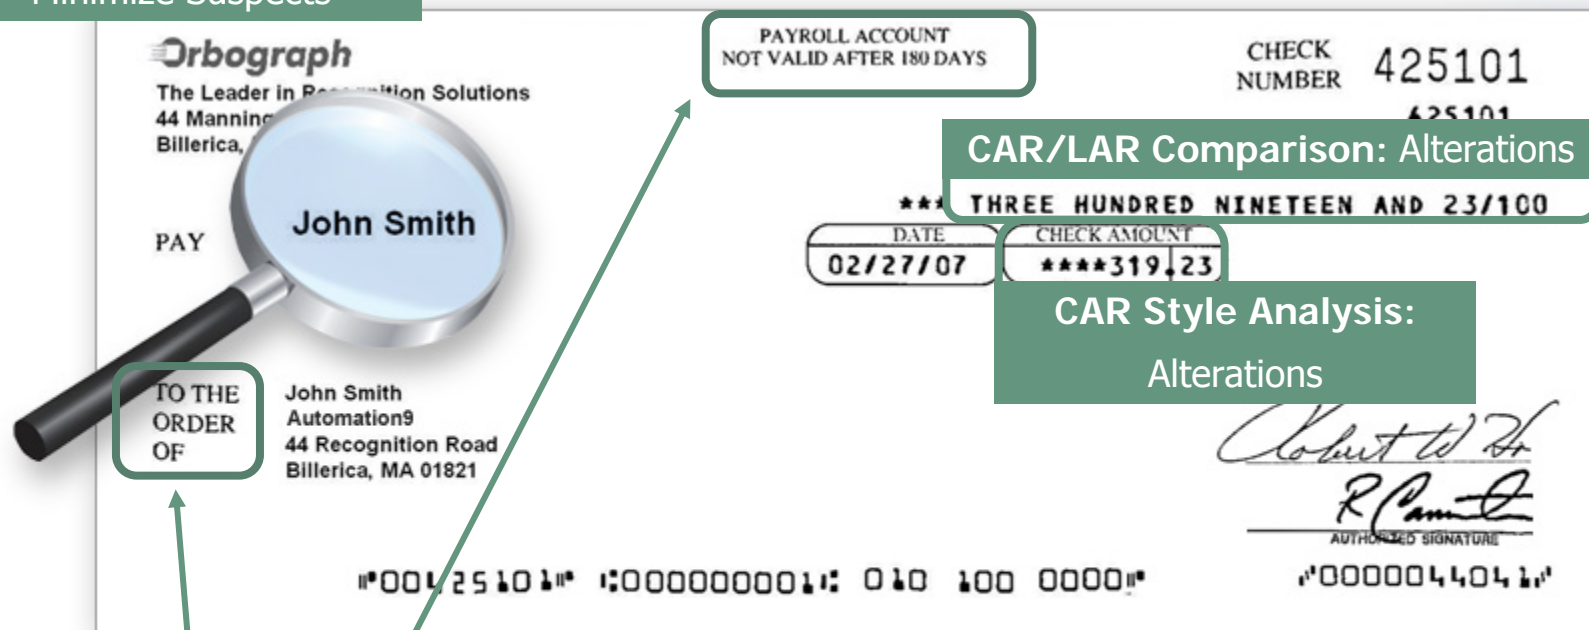 Minimize Suspects
Orbograph
The Leader in Recognition Solutions
44 Manning
Billerica,
PAYROLL ACCOUNT
NOT VALID AFTER 180 DAYS
CHECK
NUMBER
425101
425101
CAR/LAR Comparison: Alterations
*** THREE HUNDRED NINETEEN AND 23/100
PAY
John Smith
DATE
02/27/07
CHECK AMOUNT
****319.23
CAR Style Analysis:
Alterations
TO THE
ORDER
OF
John Smith
Automation9
44 Recognition Road
Billerica, MA 01821
AUTHORIZED SIGNATURE
⑈00425101⑈ ⑆000000001⑆ 010 100 0000⑈ ⑈0000044041⑈